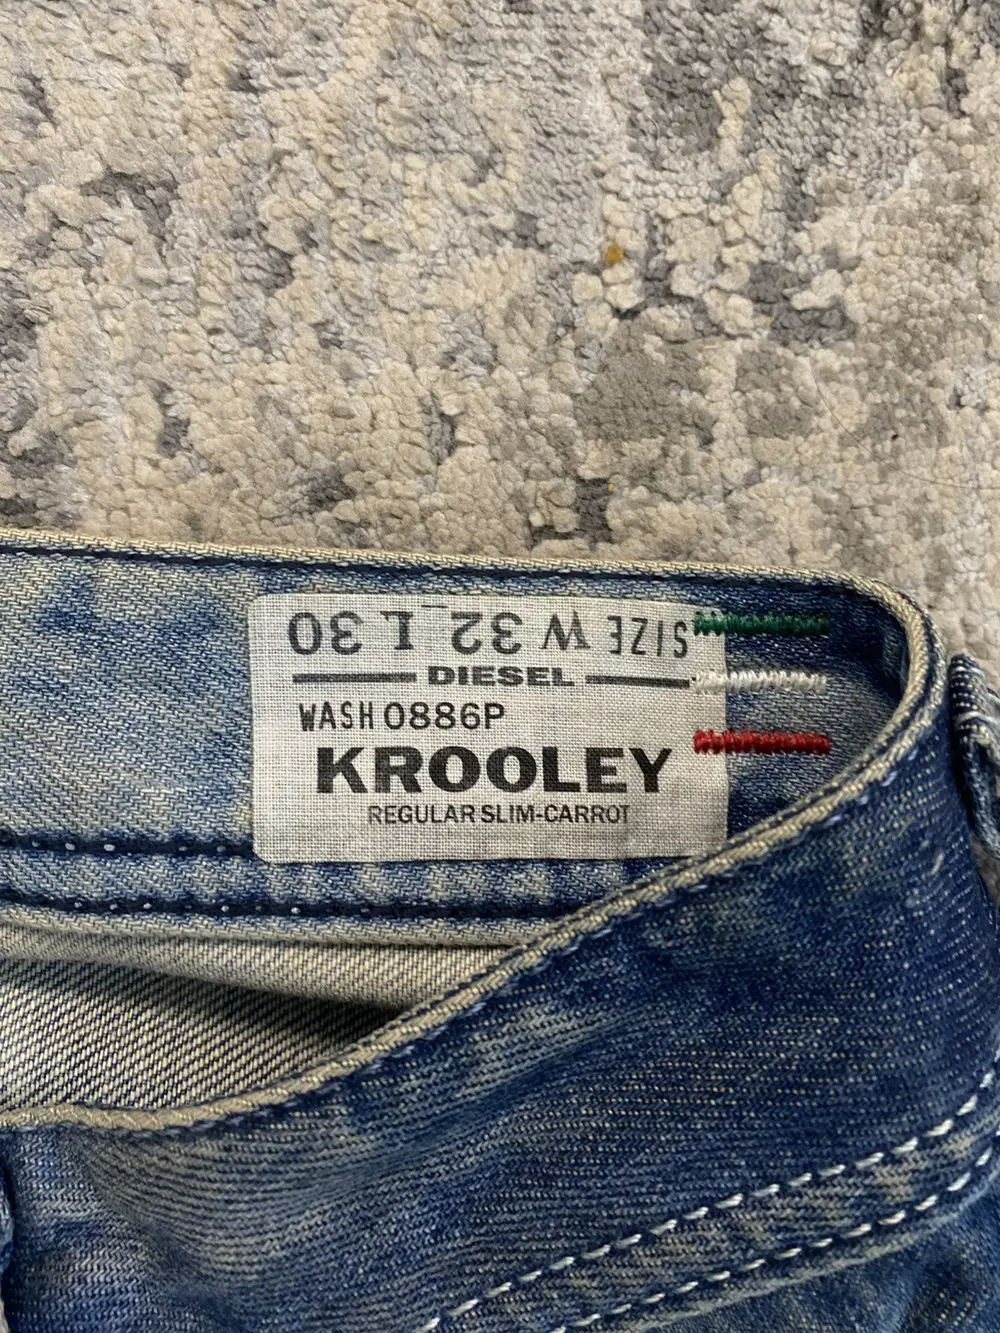 SIZE W 32 L 30
DIESEL
WASH 0886P
KROOLEY
REGULAR SLIM-CARROT